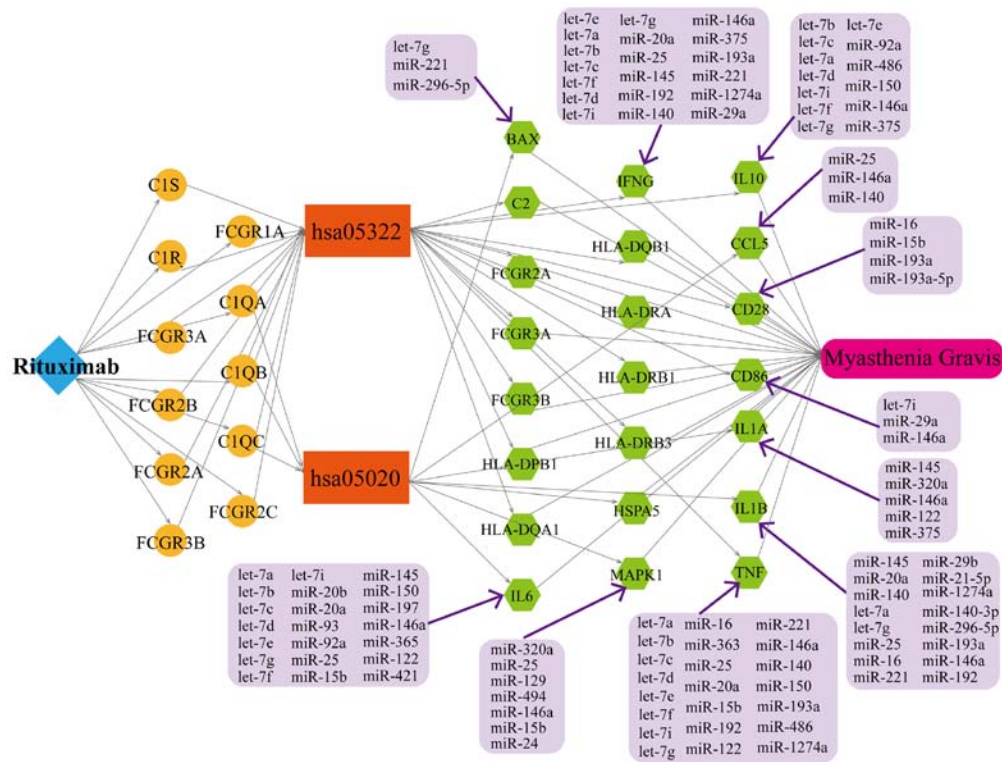 let-7g
miR-221
miR-296-5p
let-7e let-7g miR-146a
let-7a miR-20a miR-375
let-7b miR-25 miR-193a
let-7c miR-145 miR-221
let-7f miR-192 miR-1274a
let-7d miR-140 miR-29a
let-7i
let-7b let-7e
let-7c miR-92a
let-7a miR-486
let-7d miR-150
let-7i miR-146a
let-7f miR-375
let-7g
BAX
IFNG
IL10
miR-25
miR-146a
miR-140
C1S
C2
FCGR1A
hsa05322
HLA-DQB1
CCL5
miR-16
miR-15b
miR-193a
miR-193a-5p
C1R
FCGR2A
C1QA
HLA-DRA
CD28
FCGR3A
FCGR3A
Rituximab
C1QB
HLA-DRB1
CD86
Myasthenia Gravis
FCGR2B
FCGR3B
let-7i
miR-29a
miR-146a
C1QC
HLA-DRB3
IL1A
FCGR2A
hsa05020
HLA-DPB1
miR-145
miR-320a
miR-146a
miR-122
miR-375
FCGR2C
HLA-DQA1
HSPA5
IL1B
FCGR3B
IL6
MAPK1
TNF
let-7a let-7i miR-145
let-7b miR-20b miR-150
let-7c miR-20a miR-197
let-7d miR-93 miR-146a
let-7e miR-92a miR-365
let-7g miR-25 miR-122
let-7f miR-15b miR-421
miR-320a
miR-25
miR-129
miR-494
miR-146a
miR-15b
miR-24
let-7a miR-16 miR-221
let-7b miR-363 miR-146a
let-7c miR-25 miR-140
let-7d miR-20a miR-150
let-7e miR-15b miR-193a
let-7f miR-192 miR-486
let-7i miR-122 miR-1274a
let-7g
miR-145 miR-29b
miR-20a miR-21-5p
miR-140 miR-1274a
let-7a miR-140-3p
let-7g miR-296-5p
miR-25 miR-193a
miR-16 miR-146a
miR-221 miR-192